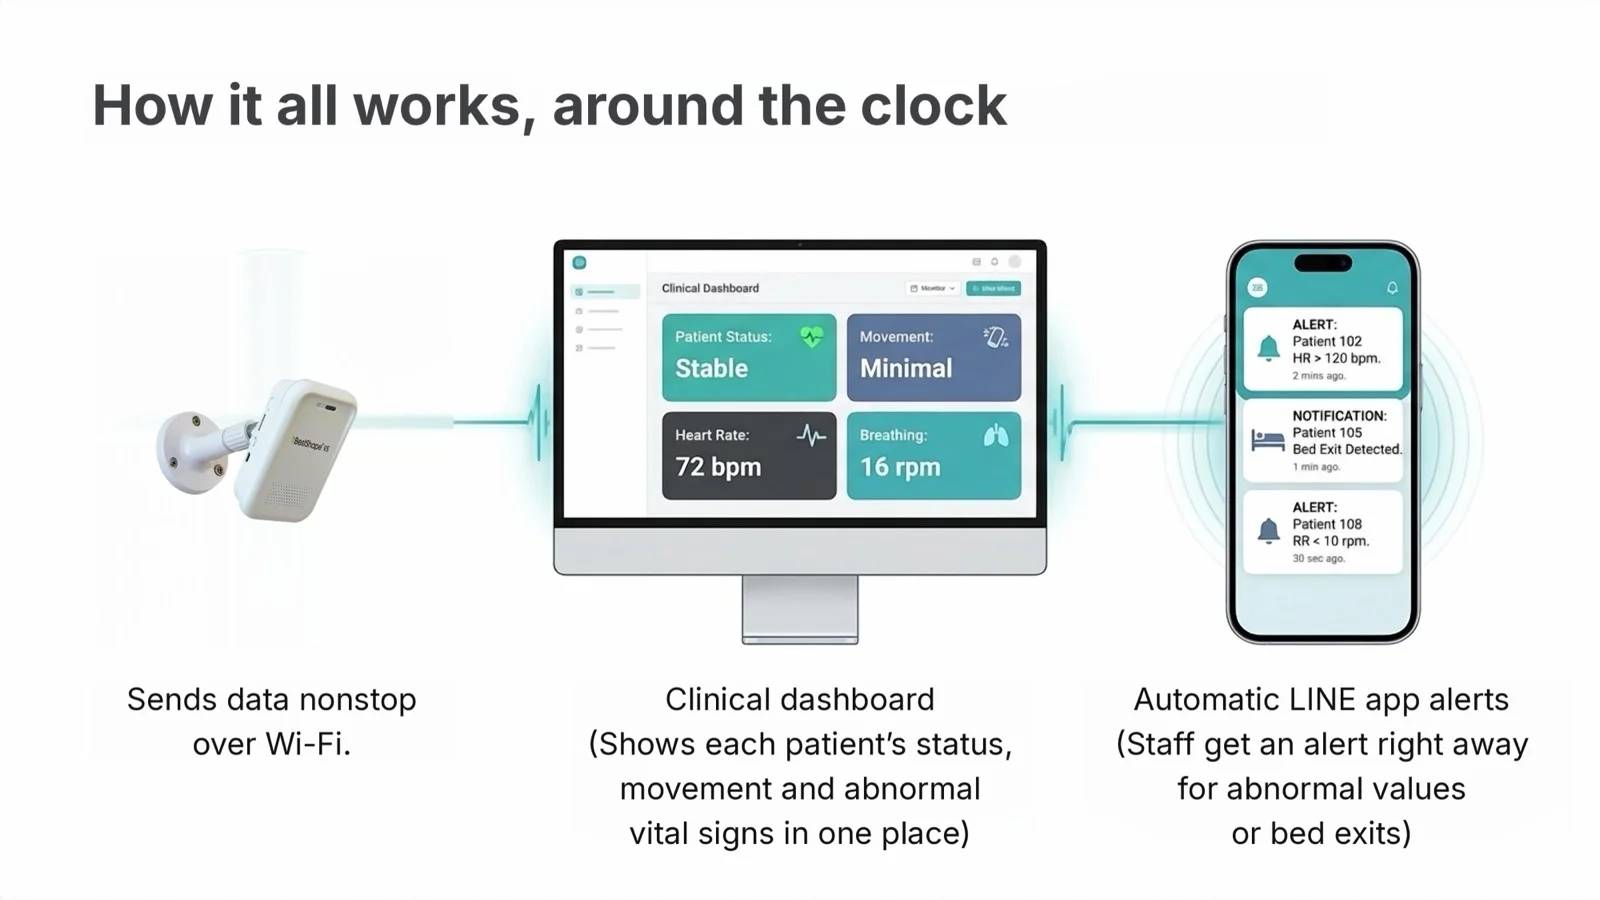 How it all works, around the clock
BestShape V5
Clinical Dashboard
Patient Status:
Stable
Movement:
Minimal
Heart Rate:
72 bpm
Breathing:
16 rpm
ALERT:
Patient 102
HR > 120 bpm.
2 mins ago.
NOTIFICATION:
Patient 105
Bed Exit Detected.
1 min ago.
ALERT:
Patient 108
RR < 10 rpm.
30 sec ago.
Sends data nonstop
over Wi-Fi.
Clinical dashboard
(Shows each patient’s status,
movement and abnormal
vital signs in one place)
Automatic LINE app alerts
(Staff get an alert right away
for abnormal values
or bed exits)